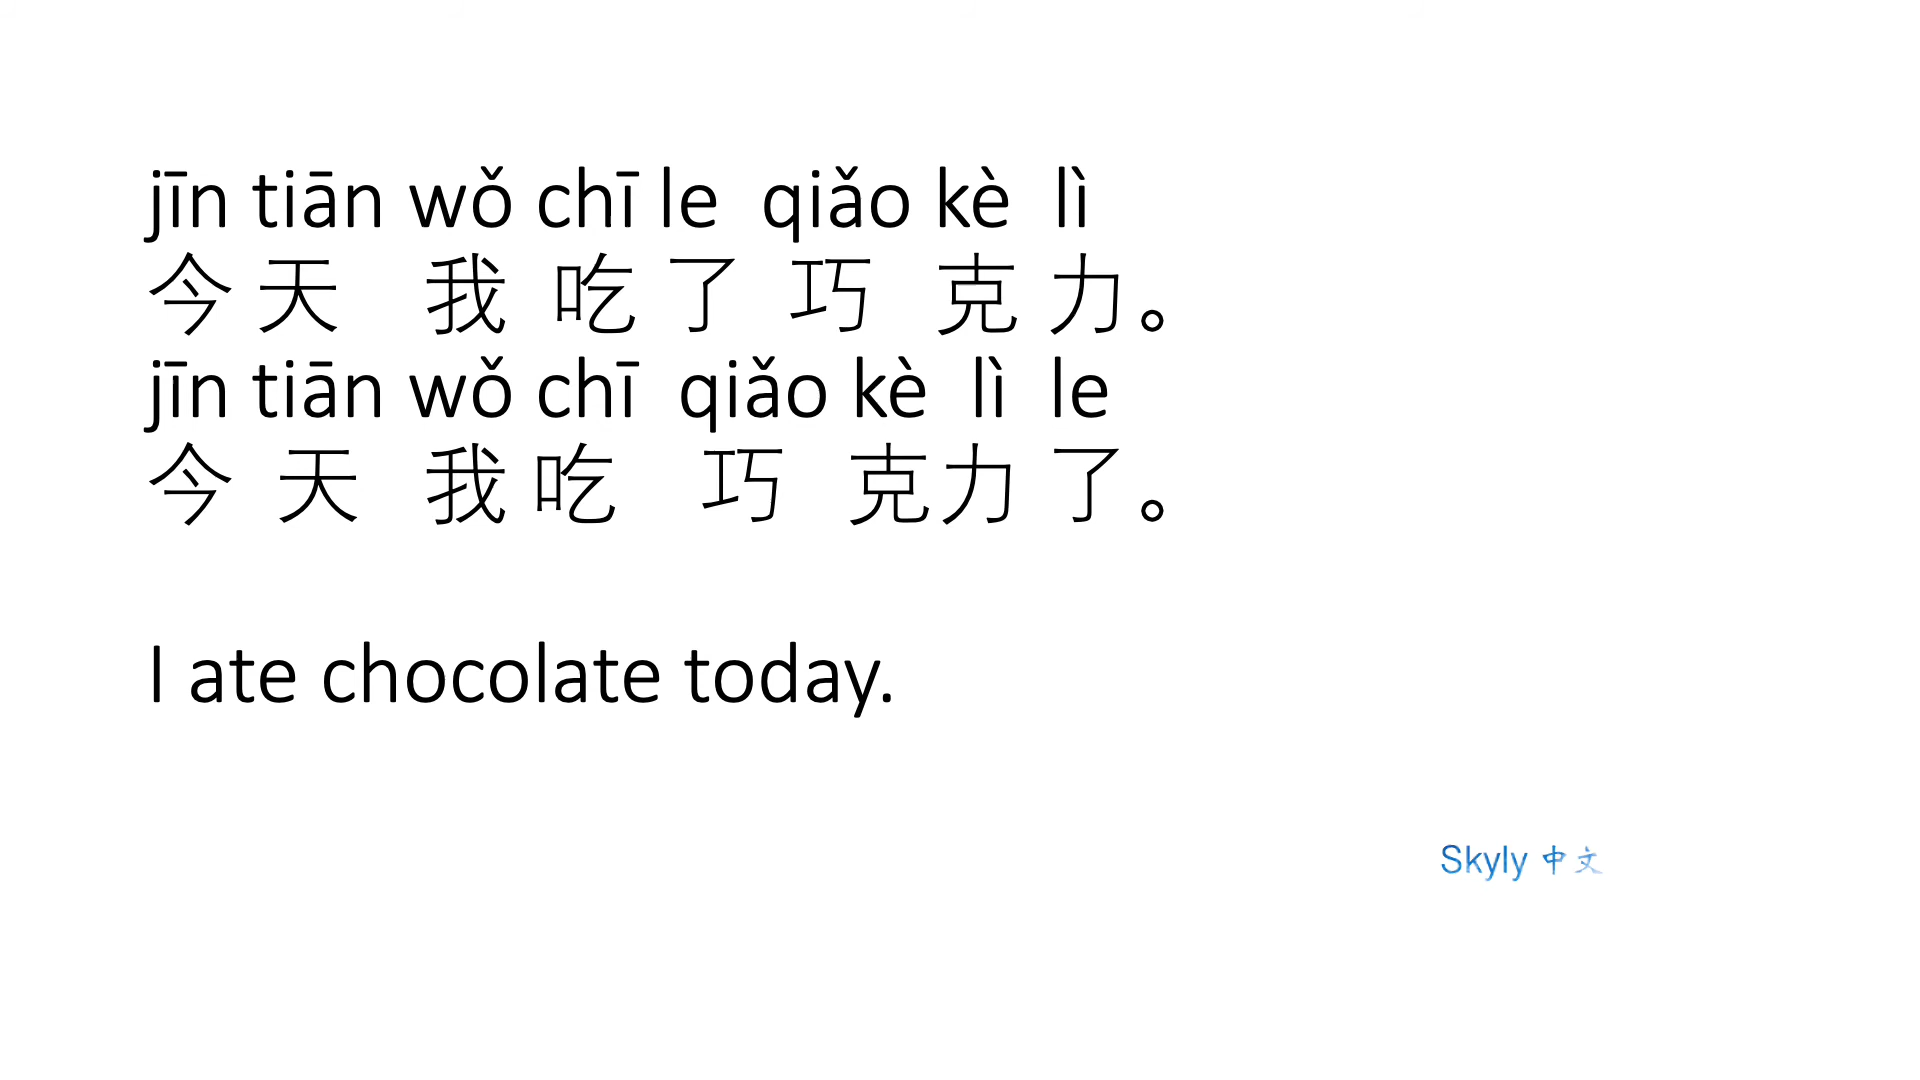 jīn tiān wǒ chī le qiǎo kè lì
今 天 我 吃 了 巧 克 力。
jīn tiān wǒ chī qiǎo kè lì le
今 天 我 吃 巧 克力 了。
I ate chocolate today.
Skyly 中文